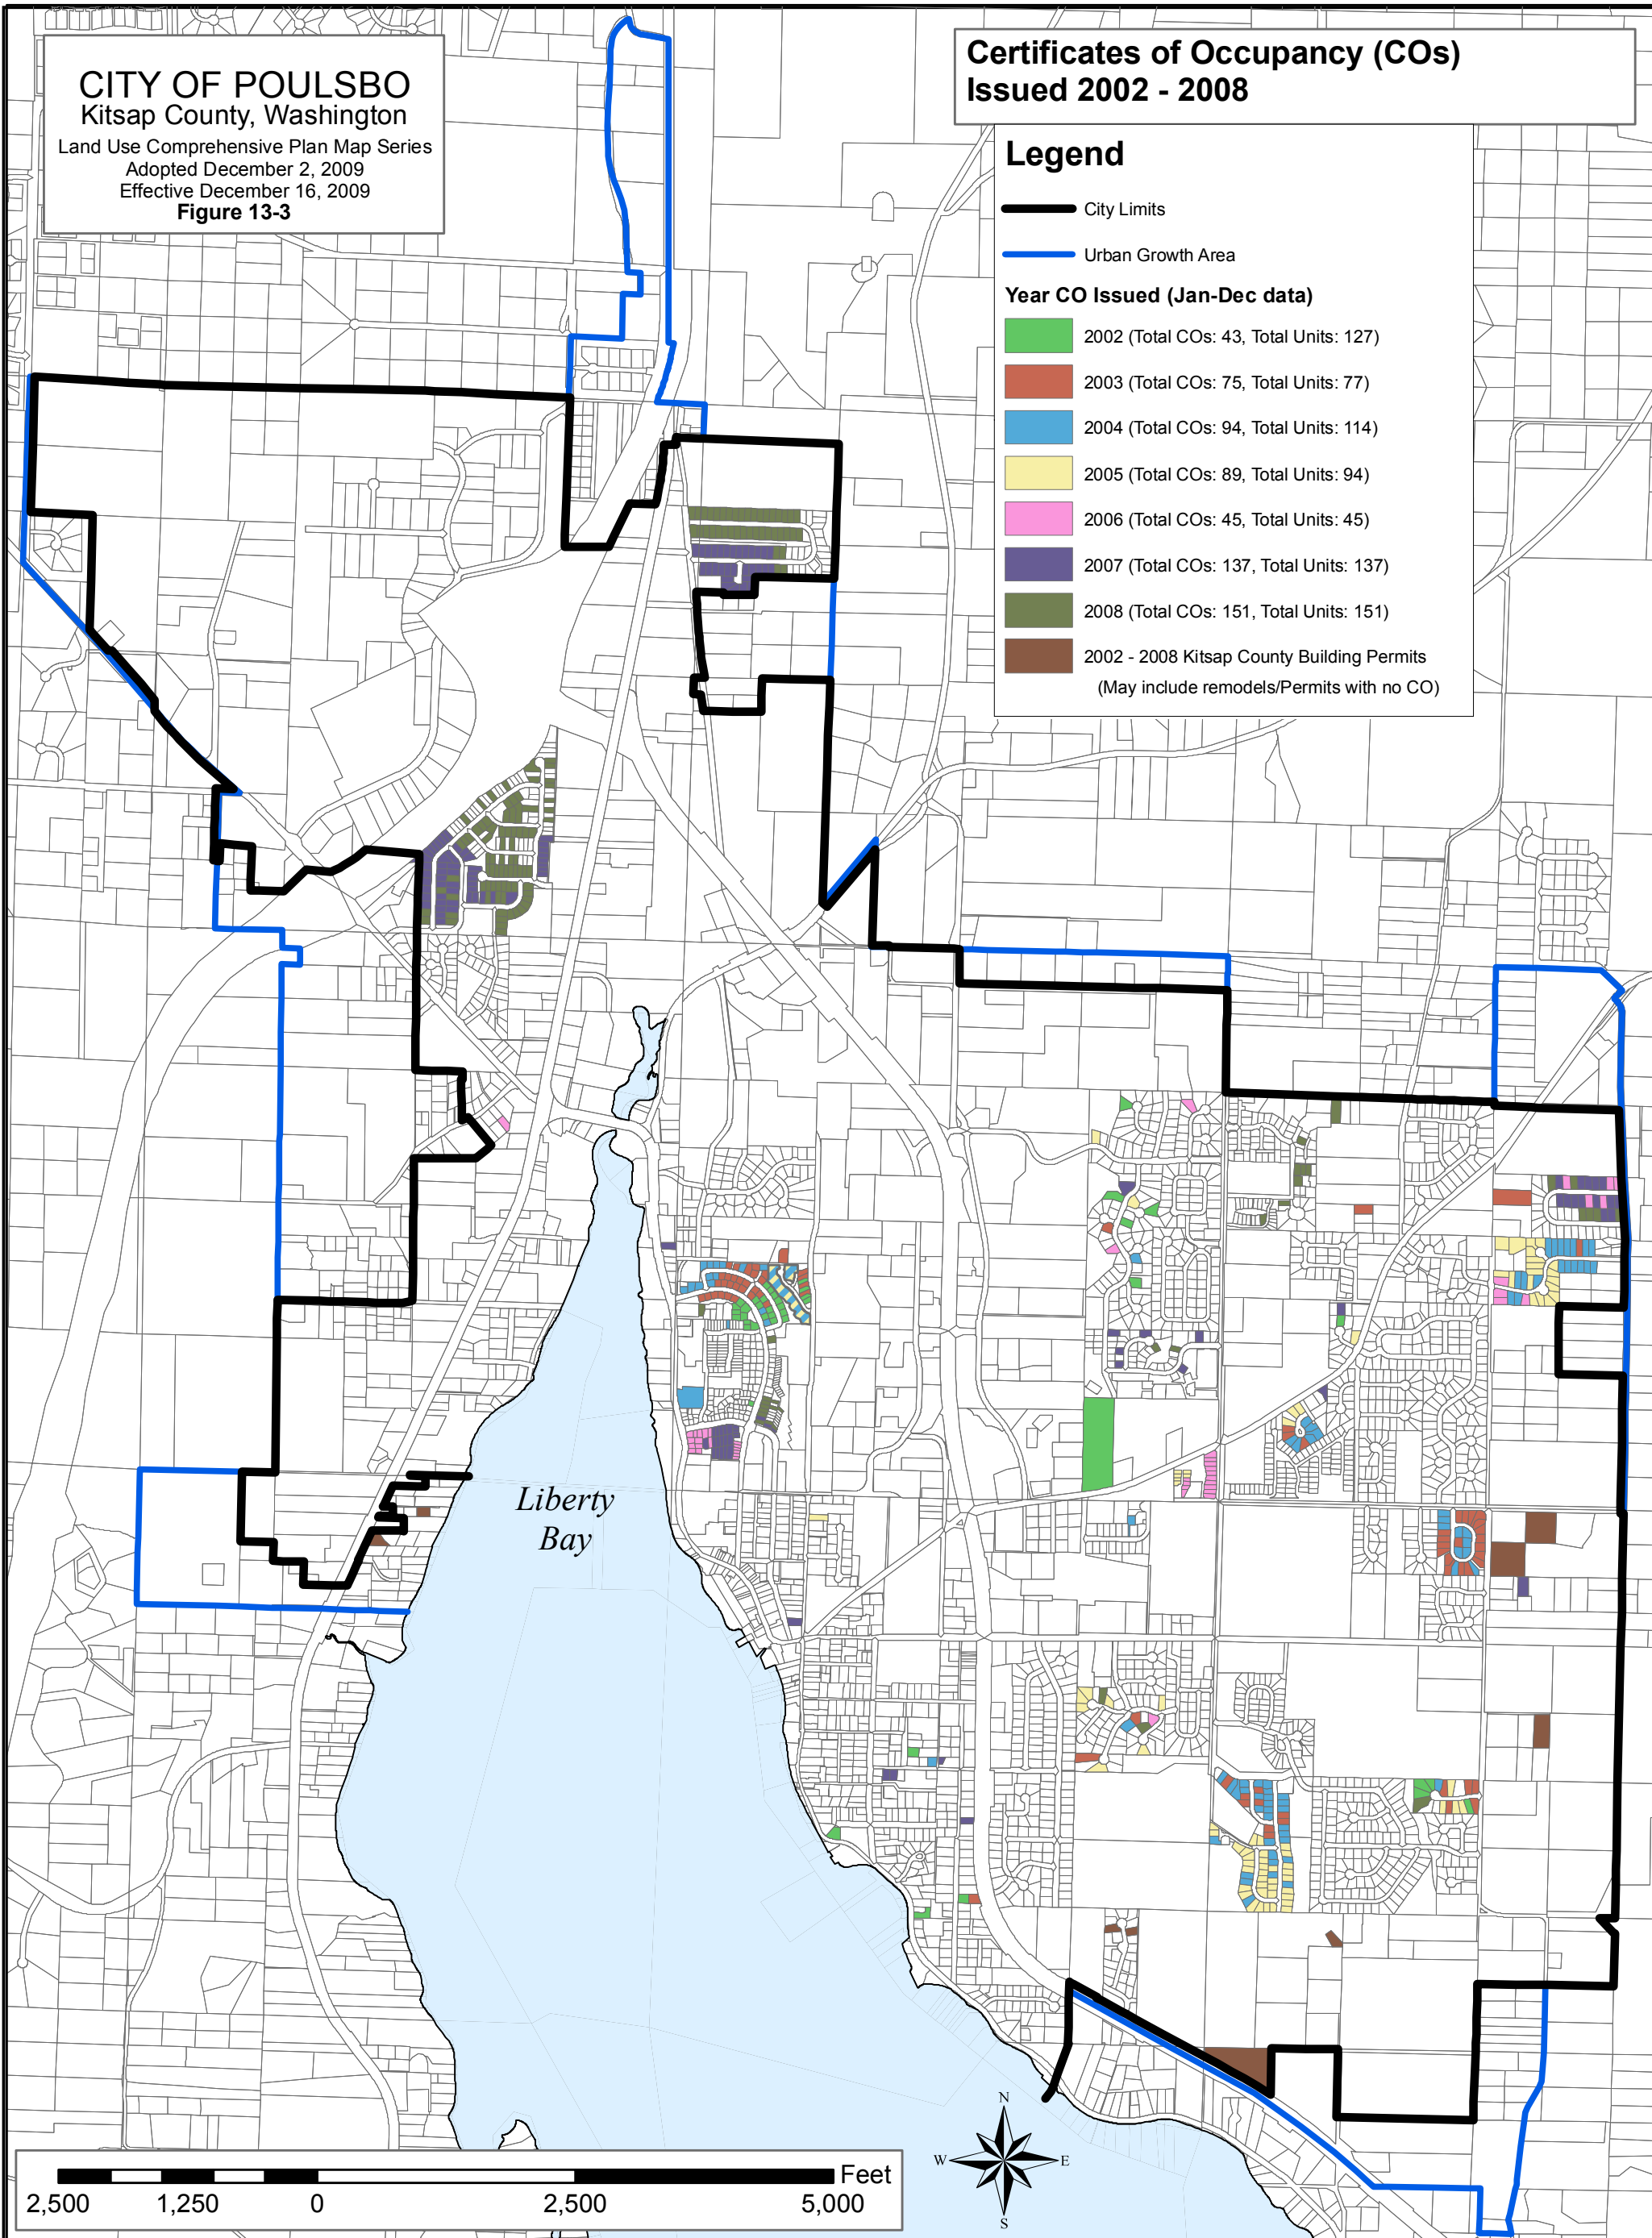 CITY OF POULSBO
Kitsap County, Washington
Land Use Comprehensive Plan Map Series
Adopted December 2, 2009
Effective December 16, 2009
Figure 13-3
Certificates of Occupancy (COs)
Issued 2002 - 2008
Legend
City Limits
Urban Growth Area
Year CO Issued (Jan-Dec data)
2002 (Total COs: 43, Total Units: 127)
2003 (Total COs: 75, Total Units: 77)
2004 (Total COs: 94, Total Units: 114)
2005 (Total COs: 89, Total Units: 94)
2006 (Total COs: 45, Total Units: 45)
2007 (Total COs: 137, Total Units: 137)
2008 (Total COs: 151, Total Units: 151)
2002 - 2008 Kitsap County Building Permits
(May include remodels/Permits with no CO)
Liberty
Bay
N
W E
S
Feet
2,500 1,250 0 2,500 5,000